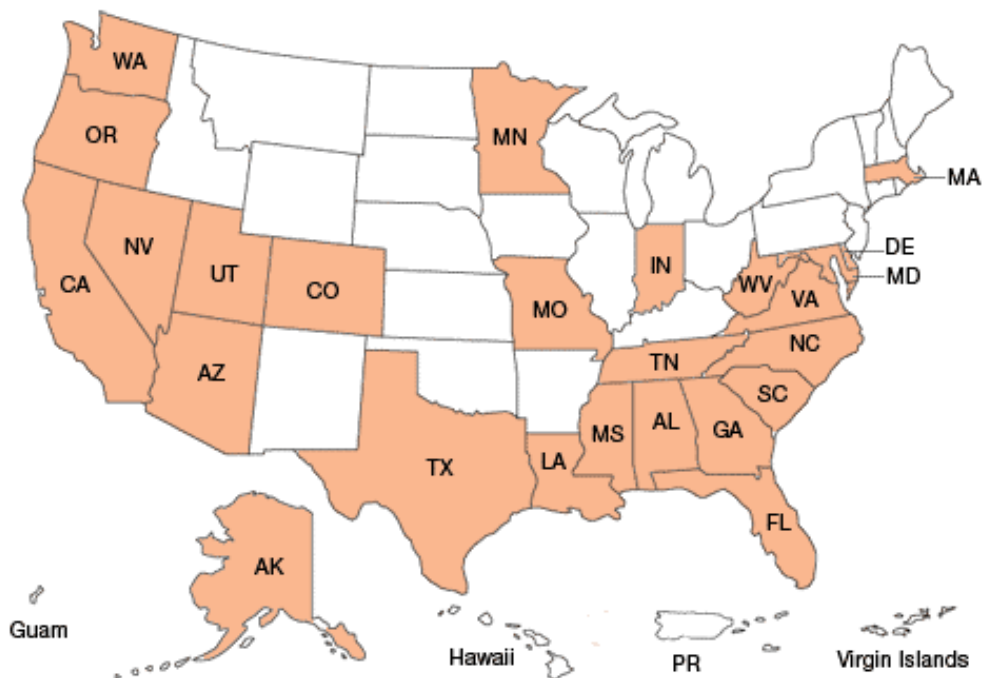 WA
OR
MN
MA
NV
CA
UT
CO
IN
DE
MD
WV
VA
MO
NC
TN
AZ
SC
MS
AL
GA
TX
LA
FL
AK
Guam
Hawaii
PR
Virgin Islands